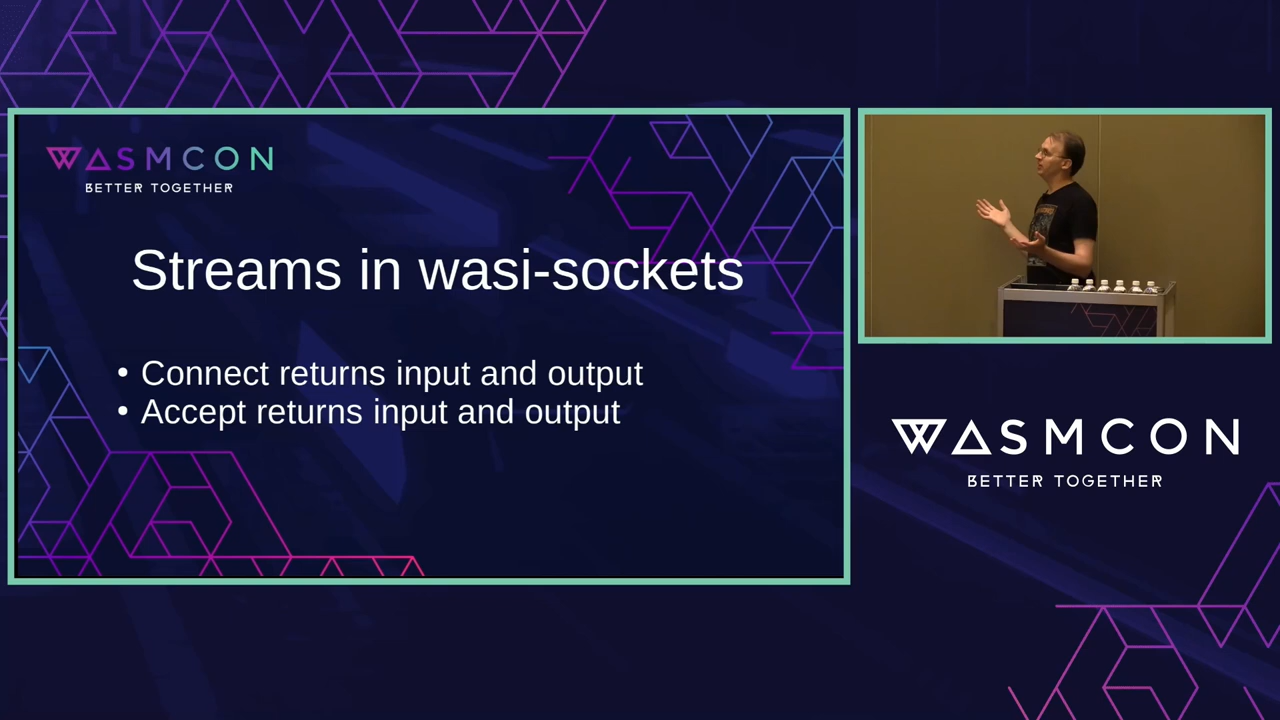 WASMCON
BETTER TOGETHER
Streams in wasi-sockets
• Connect returns input and output
• Accept returns input and output
WASMCON
BETTER TOGETHER